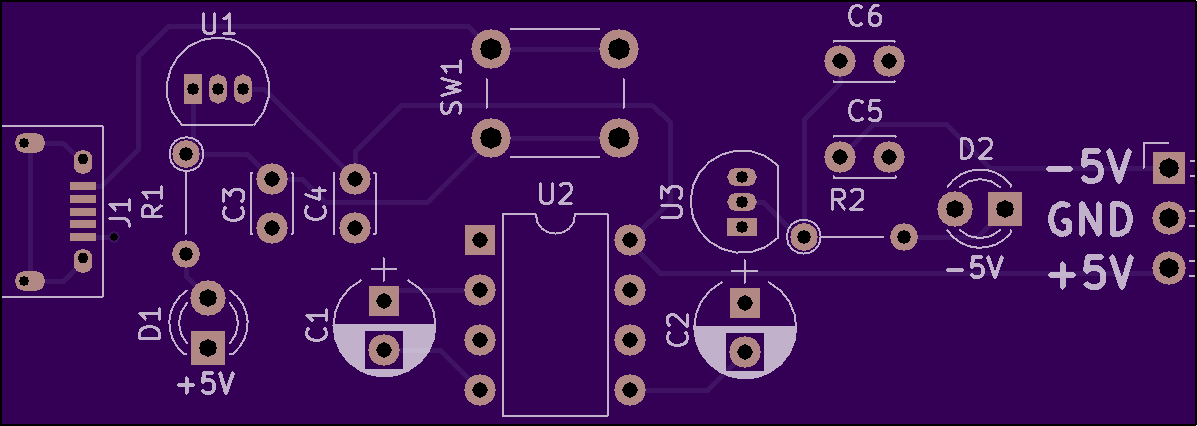 U1
C6
SW1
C5
D2
-5V
J1
R1
C3
C4
U2
U3
R2
GND
-5V
+5V
D1
C1
C2
+5V